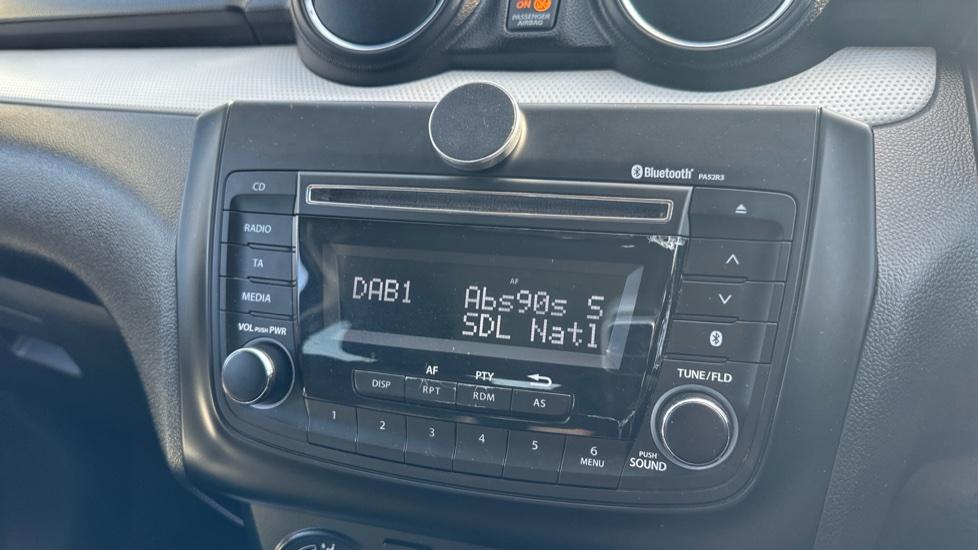 ON
PASSENGER
AIRBAG
Bluetooth PA52R3
CD
RADIO
TA
MEDIA
VOL PUSH PWR
AF
DAB1 Abs90s S
SDL Natl
AF PTY
DISP RPT RDM AS
1 2 3 4 5 6
MENU
TUNE/FLD
PUSH
SOUND